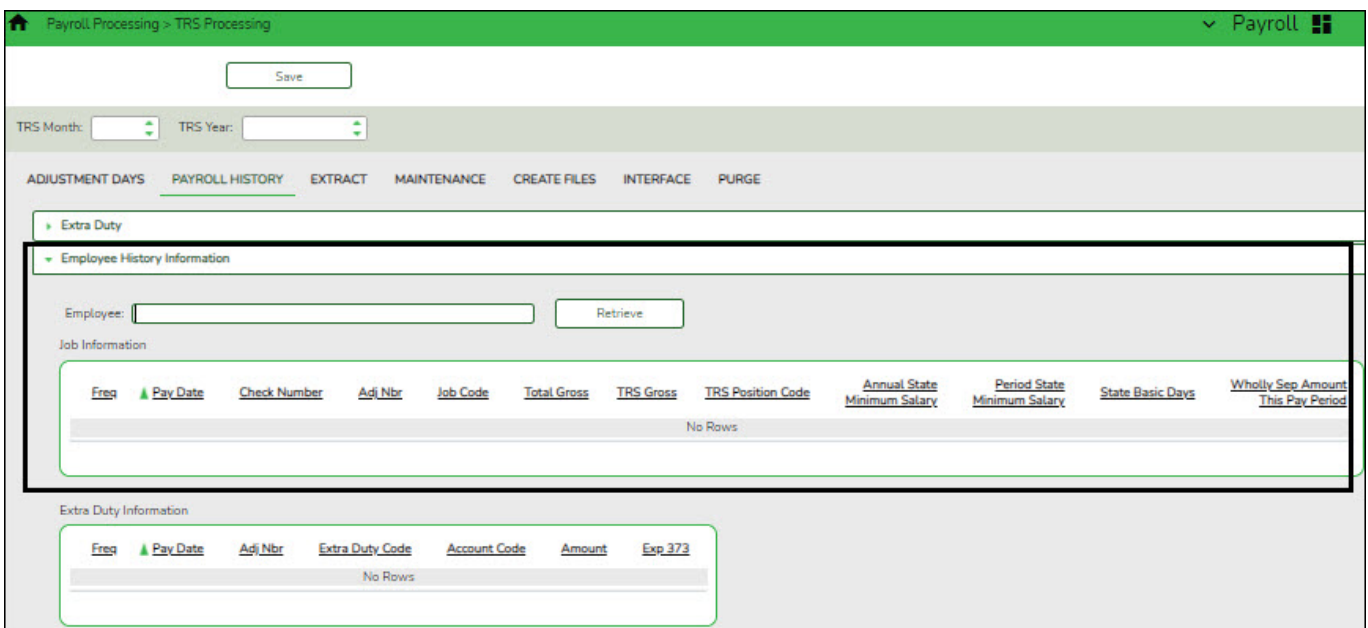 Payroll Processing > TRS Processing
Payroll
Save
TRS Month:
TRS Year:
ADJUSTMENT DAYS PAYROLL HISTORY EXTRACT MAINTENANCE CREATE FILES INTERFACE PURGE
Extra Duty
Employee History Information
Employee:
Retrieve
Job Information
Freq Pay Date Check Number Adj Nbr Job Code Total Gross TRS Gross TRS Position Code Annual State Minimum Salary Period State Minimum Salary State Basic Days Wholly Sep Amount This Pay Period
No Rows
Extra Duty Information
Freq Pay Date Adj Nbr Extra Duty Code Account Code Amount Exp 373
No Rows